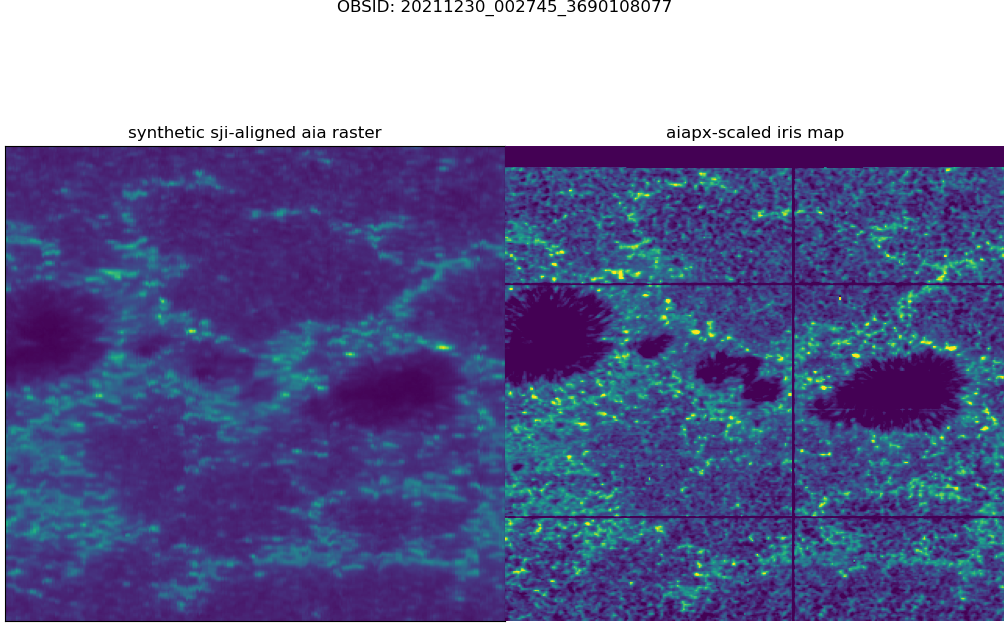 OBSID: 20211230_002745_3690108077
synthetic sji-aligned aia raster
aiapx-scaled iris map